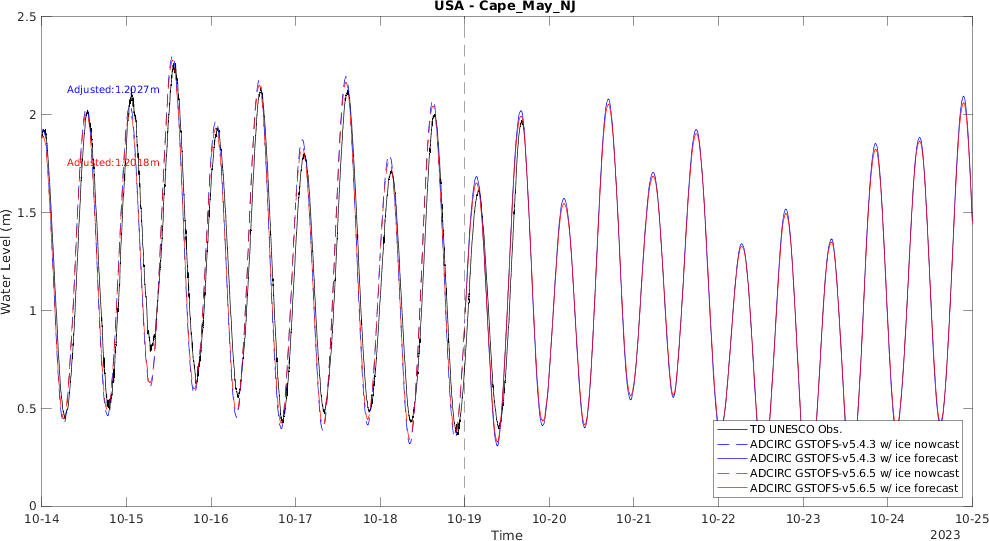 USA - Cape_May_NJ
2.5
2
1.5
1
0.5
0
Water Level (m)
Adjusted:1.2027m
Adjusted:1.2018m
TD UNESCO Obs.
ADCIRC GSTOFS-v5.4.3 w/ ice nowcast
ADCIRC GSTOFS-v5.4.3 w/ ice forecast
ADCIRC GSTOFS-v5.6.5 w/ ice nowcast
ADCIRC GSTOFS-v5.6.5 w/ ice forecast
10-14 10-15 10-16 10-17 10-18 10-19 10-20 10-21 10-22 10-23 10-24 10-25
Time
2023